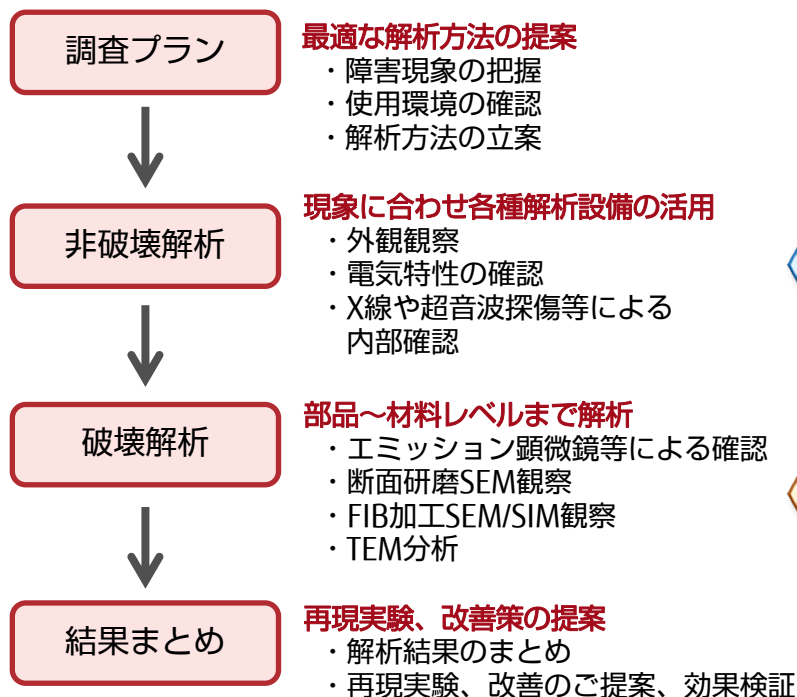 調査プラン
最適な解析方法の提案
・障害現象の把握
・使用環境の確認
・解析方法の立案
非破壊解析
現象に合わせ各種解析設備の活用
・外観観察
・電気特性の確認
・X線や超音波探傷等による
内部確認
破壊解析
部品～材料レベルまで解析
・エミッション顕微鏡等による確認
・断面研磨SEM観察
・FIB加工SEM/SIM観察
・TEM分析
結果まとめ
再現実験、改善策の提案
・解析結果のまとめ
・再現実験、改善のご提案、効果検証